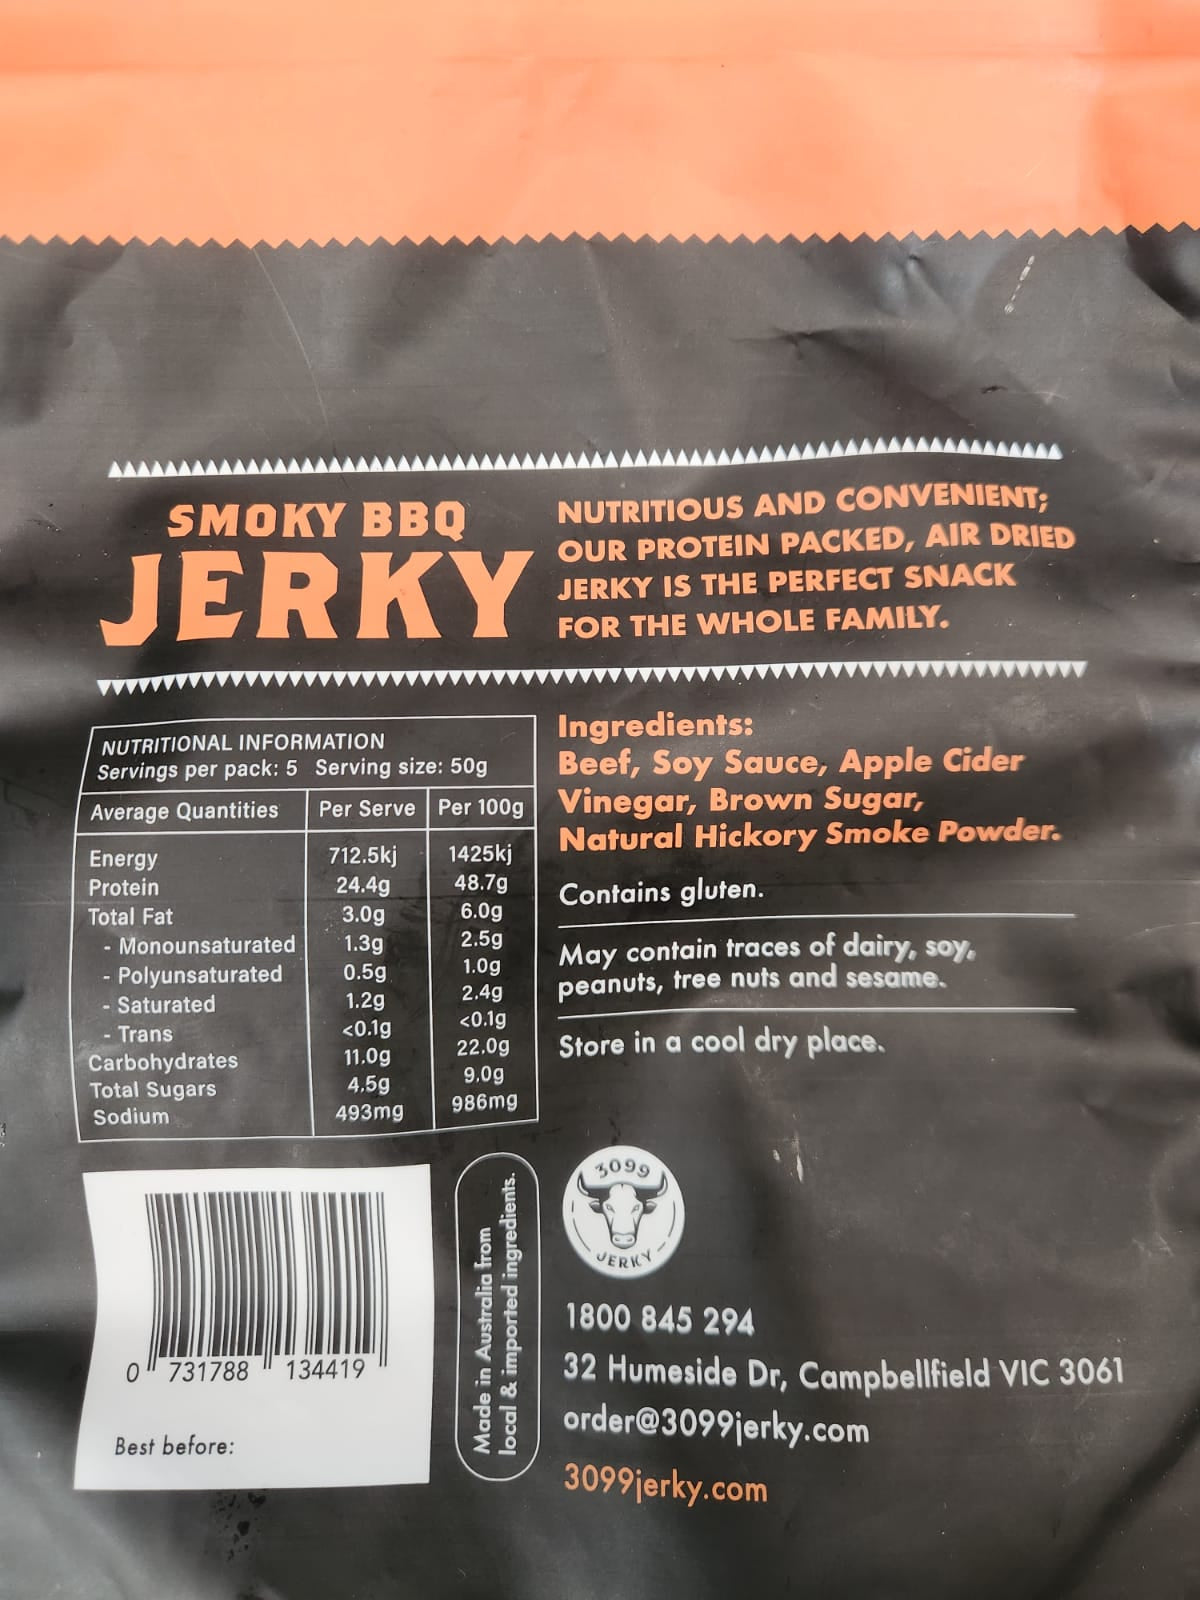 SMOKY BBQ
JERKY
NUTRITIOUS AND CONVENIENT;
OUR PROTEIN PACKED, AIR DRIED
JERKY IS THE PERFECT SNACK
FOR THE WHOLE FAMILY.
NUTRITIONAL INFORMATION
Servings per pack: 5 Serving size: 50g
Average Quantities Per Serve Per 100g
Energy 712.5kj 1425kj
Protein 24.4g 48.7g
Total Fat 3.0g 6.0g
- Monounsaturated 1.3g 2.5g
- Polyunsaturated 0.5g 1.0g
- Saturated 1.2g 2.4g
- Trans <0.1g <0.1g
Carbohydrates 11.0g 22.0g
Total Sugars 4.5g 9.0g
Sodium 493mg 986mg
Ingredients:
Beef, Soy Sauce, Apple Cider
Vinegar, Brown Sugar,
Natural Hickory Smoke Powder.
Contains gluten.
May contain traces of dairy, soy,
peanuts, tree nuts and sesame.
Store in a cool dry place.
0 731788 134419
Best before:
Made in Australia from
local & imported ingredients.
3099
JERKY
1800 845 294
32 Humeside Dr, Campbellfield VIC 3061
order@3099jerky.com
3099jerky.com